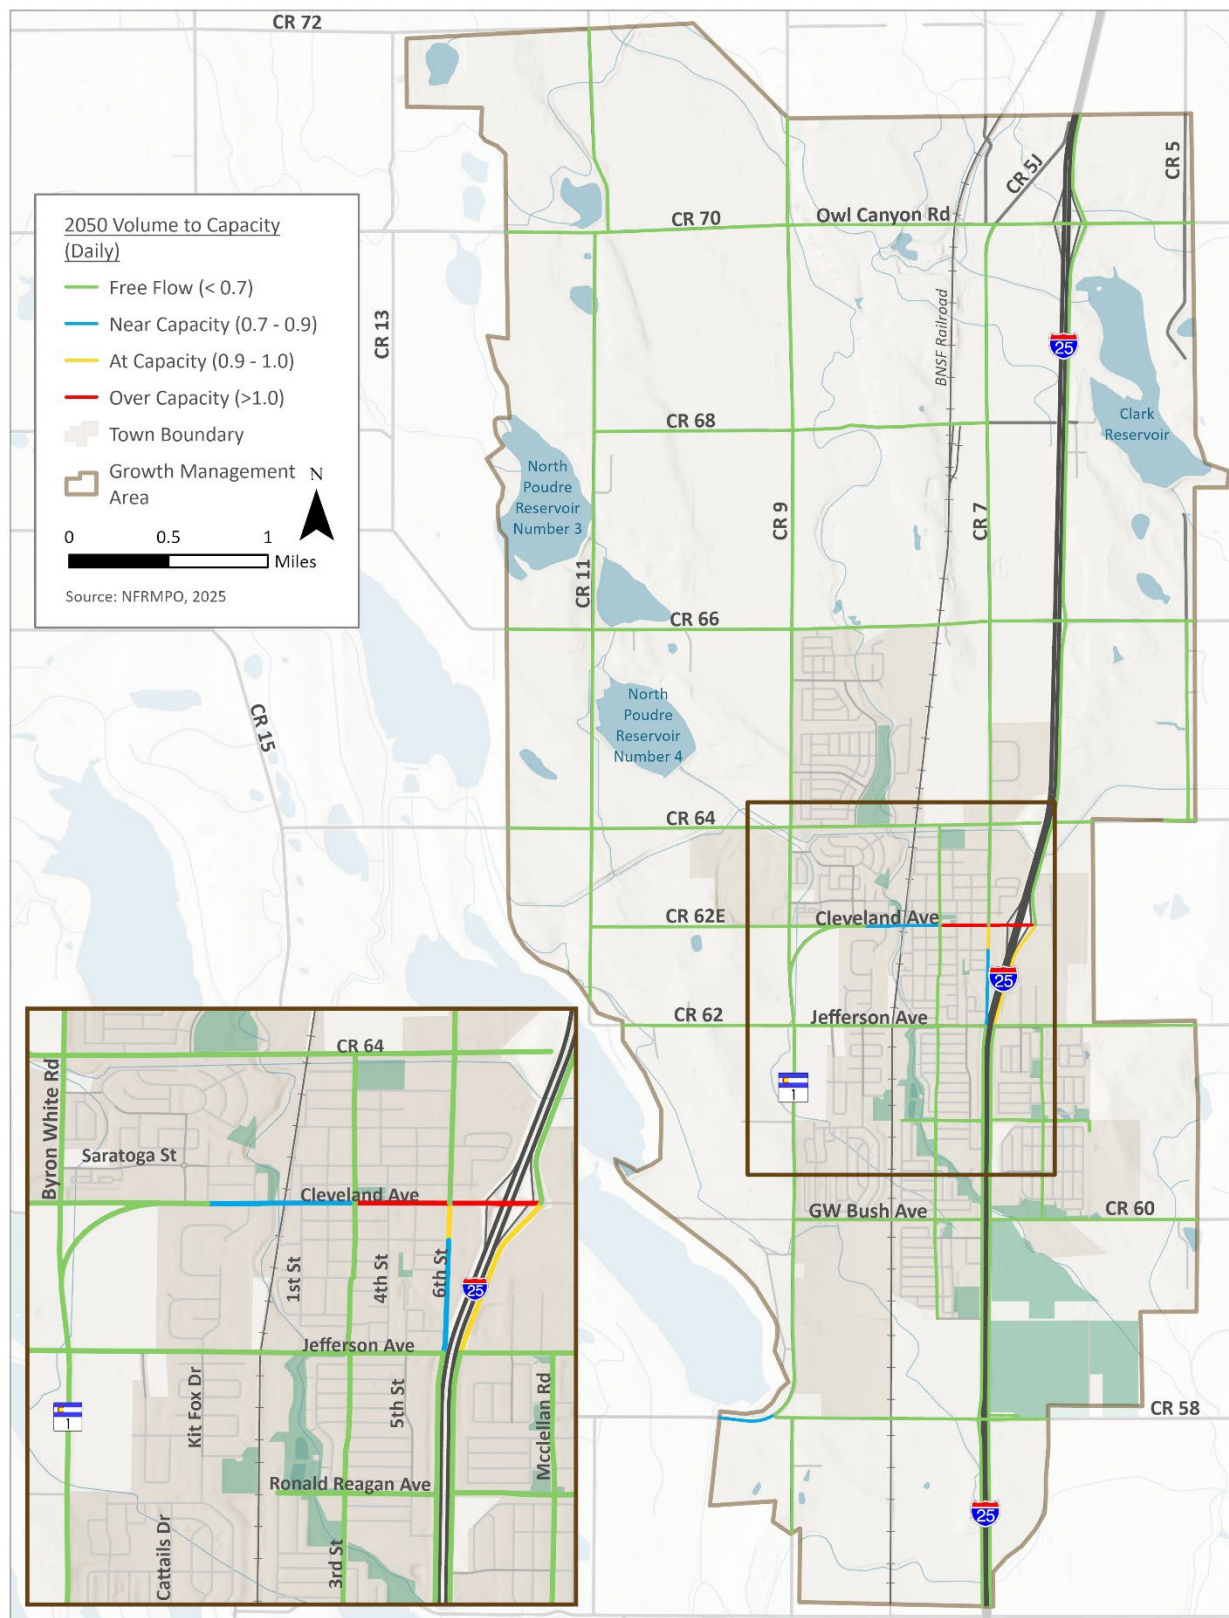 CR 72
CR 5J
CR 5
CR 70
Owl Canyon Rd
2050 Volume to Capacity
(Daily)
Free Flow (< 0.7)
Near Capacity (0.7 - 0.9)
At Capacity (0.9 - 1.0)
Over Capacity (>1.0)
Town Boundary
Growth Management
Area
N
0 0.5 1
Miles
Source: NFRMPO, 2025
CR 13
BNSF Railroad
25
Clark
Reservoir
CR 68
North
Poudre
Reservoir
Number 3
CR 9
CR 7
CR 11
CR 66
North
Poudre
Reservoir
Number 4
CR 15
CR 64
CR 62E
Cleveland Ave
25
CR 62
Jefferson Ave
1
GW Bush Ave
CR 60
CR 58
25
CR 64
Byron White Rd
Saratoga St
Cleveland Ave
1st St
4th St
6th St
25
Jefferson Ave
Kit Fox Dr
5th St
Mcclellan Rd
1
Ronald Reagan Ave
Cattails Dr
3rd St